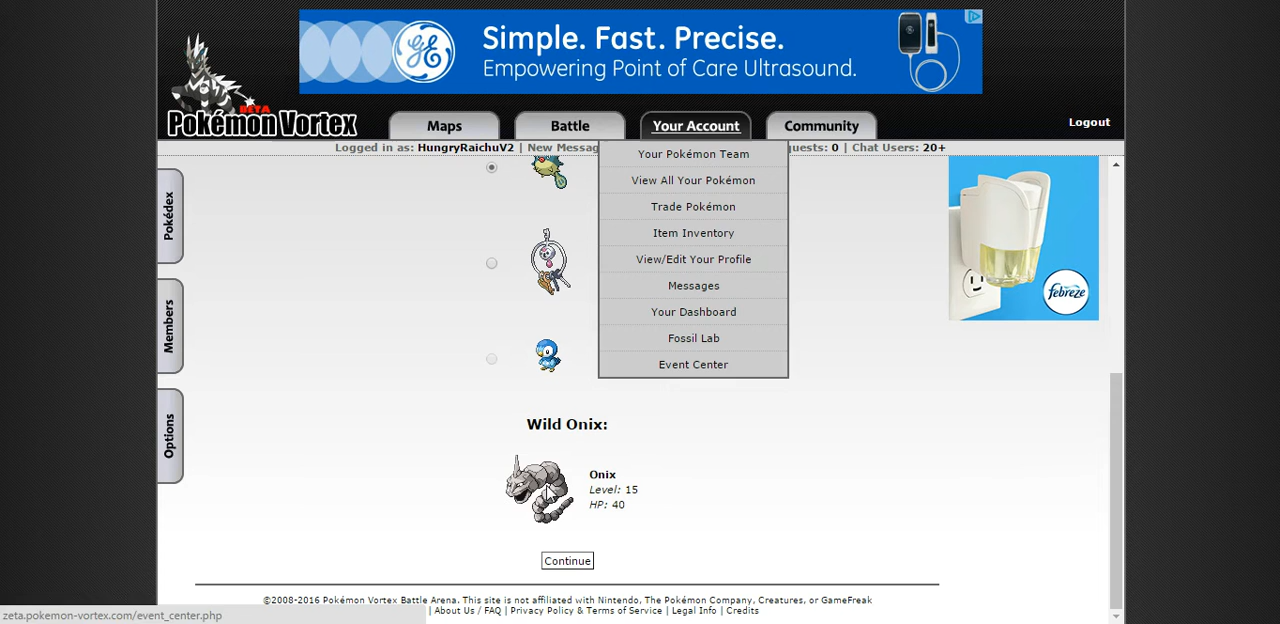 Simple. Fast. Precise.
Empowering Point of Care Ultrasound.
BETA
Pokémon Vortex
Maps
Battle
Your Account
Community
Logout
Logged in as: HungryRaichuV2 | New Messag
quests: 0 | Chat Users: 20+
Your Pokémon Team
View All Your Pokémon
Trade Pokémon
Item Inventory
View/Edit Your Profile
Messages
Your Dashboard
Fossil Lab
Event Center
Pokédex
Members
Options
febreze
Wild Onix:
Onix
Level: 15
HP: 40
Continue
©2008-2016 Pokémon Vortex Battle Arena. This site is not affiliated with Nintendo, The Pokémon Company, Creatures, or GameFreak
| About Us / FAQ | Privacy Policy & Terms of Service | Legal Info | Credits
zeta.pokemon-vortex.com/event_center.php